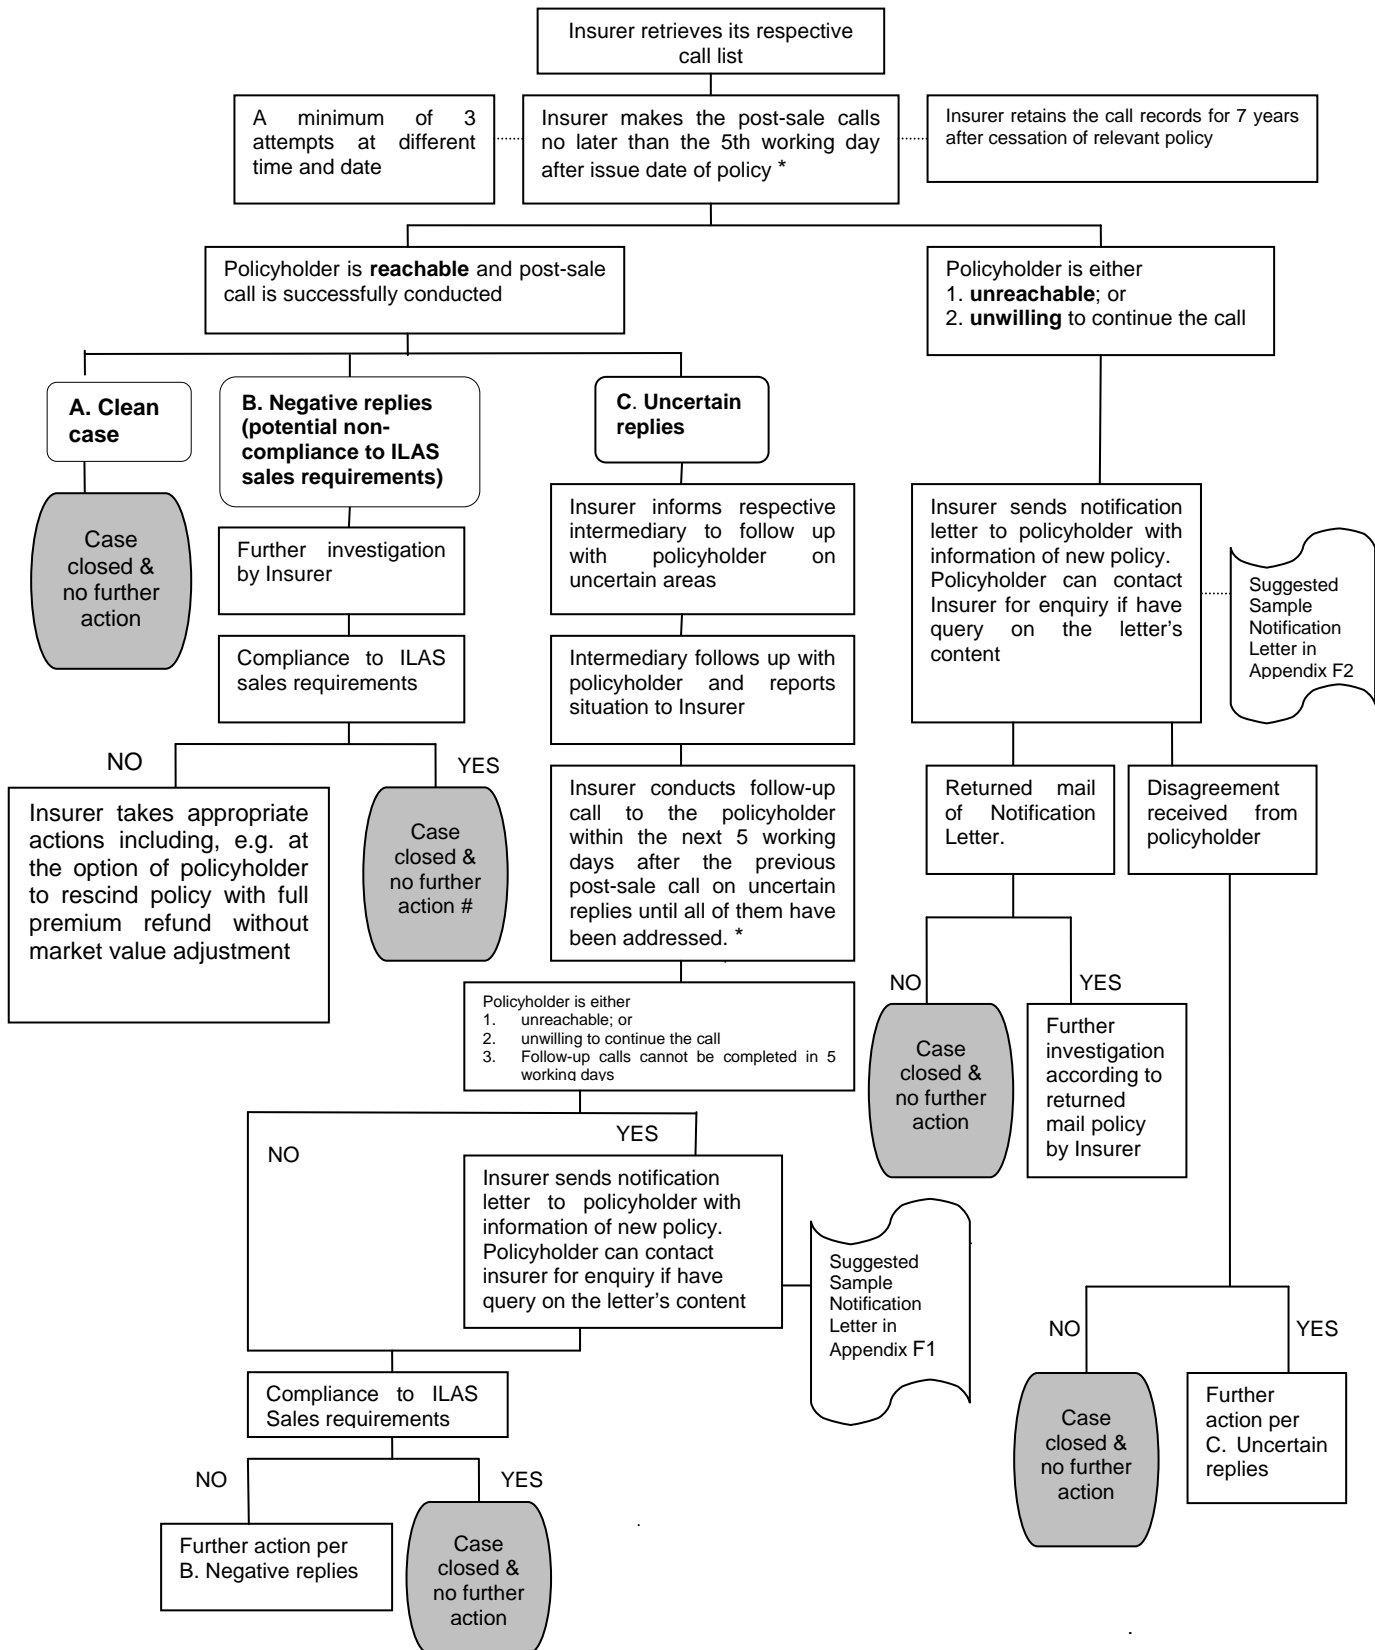 Insurer retrieves its respective
call list
A minimum of 3
attempts at different
time and date
Insurer makes the post-sale calls
no later than the 5th working day
after issue date of policy *
Insurer retains the call records for 7 years
after cessation of relevant policy
Policyholder is reachable and post-sale
call is successfully conducted
Policyholder is either
1. unreachable; or
2. unwilling to continue the call
A. Clean
case
B. Negative replies
(potential non-
compliance to ILAS
sales requirements)
C. Uncertain
replies
Case
closed &
no further
action
Further investigation
by Insurer
Compliance to ILAS
sales requirements
NO
YES
Insurer takes appropriate
actions including, e.g. at
the option of policyholder
to rescind policy with full
premium refund without
market value adjustment
Case
closed &
no further
action #
Insurer informs respective
intermediary to follow up
with policyholder on
uncertain areas
Intermediary follows up with
policyholder and reports
situation to Insurer
Insurer conducts follow-up
call to the policyholder
within the next 5 working
days after the previous
post-sale call on uncertain
replies until all of them have
been addressed. *
Policyholder is either
1. unreachable; or
2. unwilling to continue the call
3. Follow-up calls cannot be completed in 5
working days
NO
YES
Insurer sends notification
letter to policyholder with
information of new policy.
Policyholder can contact
insurer for enquiry if have
query on the letter's content
Suggested
Sample
Notification
Letter in
Appendix F1
Compliance to ILAS
Sales requirements
NO
YES
Further action per
B. Negative replies
Case
closed &
no further
action
Insurer sends notification
letter to policyholder with
information of new policy.
Policyholder can contact
Insurer for enquiry if have
query on the letter's
content
Suggested
Sample
Notification
Letter in
Appendix F2
Returned mail
of Notification
Letter.
Disagreement
received from
policyholder
NO
YES
Case
closed &
no further
action
Further
investigation
according to
returned
mail policy
by Insurer
NO
YES
Case
closed &
no further
action
Further
action per
C. Uncertain
replies